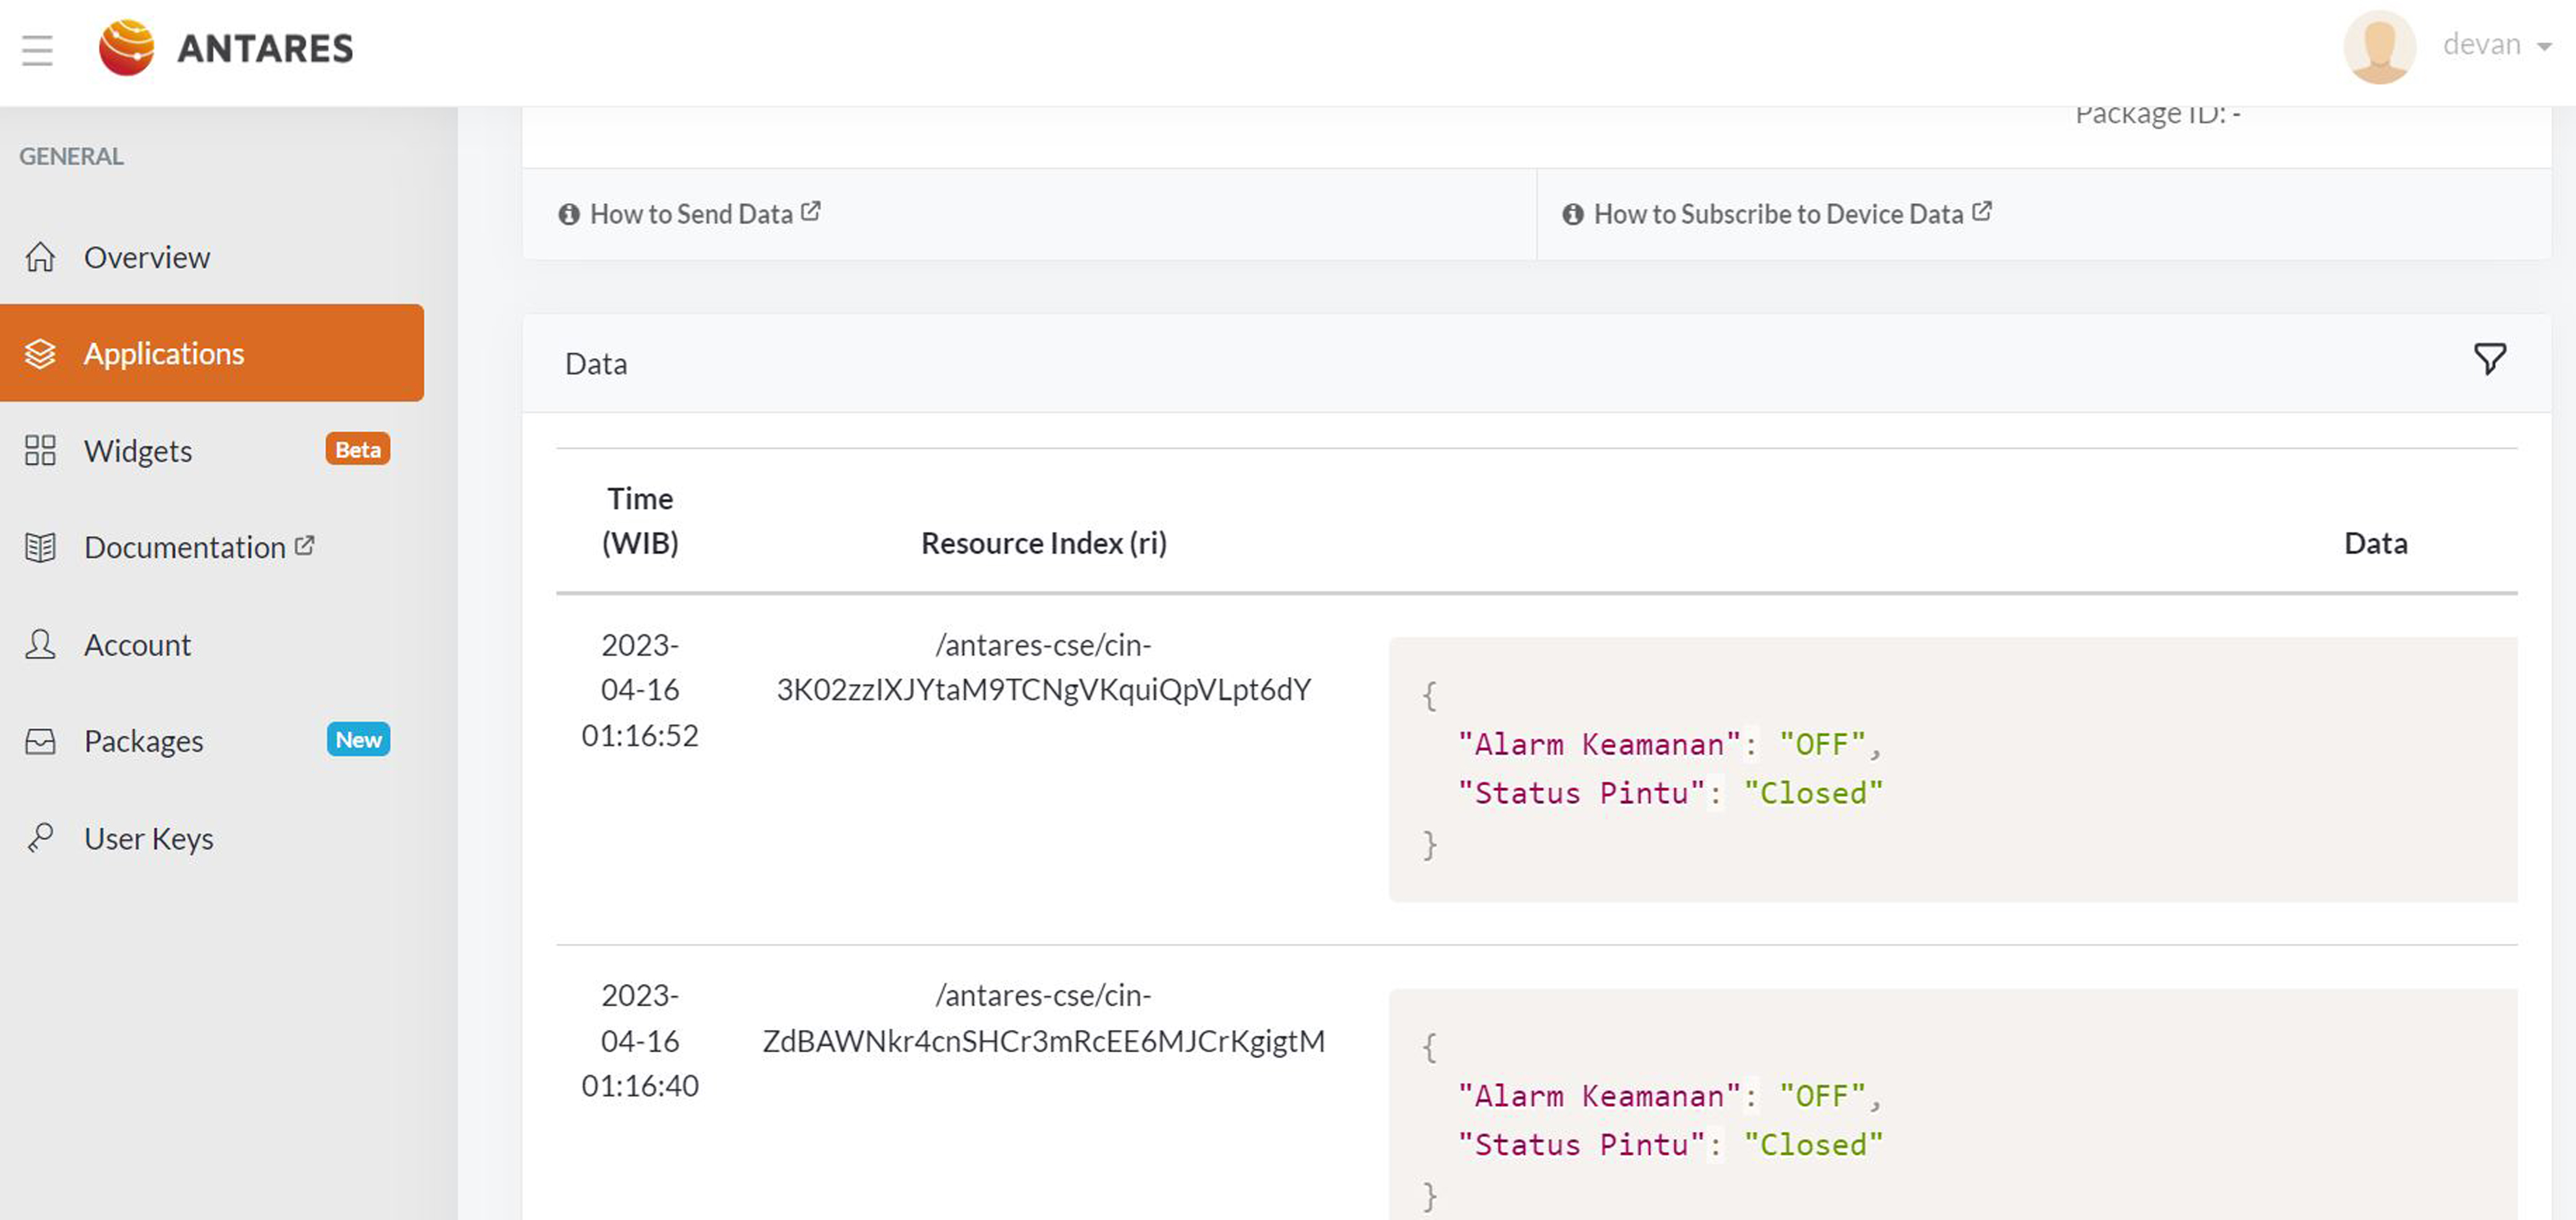 ANTARES
devan
GENERAL
Overview
Applications
Widgets Beta
Documentation
Account
Packages New
User Keys
Package ID: -
How to Send Data
How to Subscribe to Device Data
Data
Time
(WIB)
Resource Index (ri)
Data
2023-
04-16
01:16:52
/antares-cse/cin-
3K02zzIXJYtaM9TCNgVKquiQpVLpt6dY
{
"Alarm Keamanan": "OFF",
"Status Pintu": "Closed"
}
2023-
04-16
01:16:40
/antares-cse/cin-
ZdBAWNkr4cnSHCr3mRcEE6MJCrKgigtM
{
"Alarm Keamanan": "OFF",
"Status Pintu": "Closed"
}